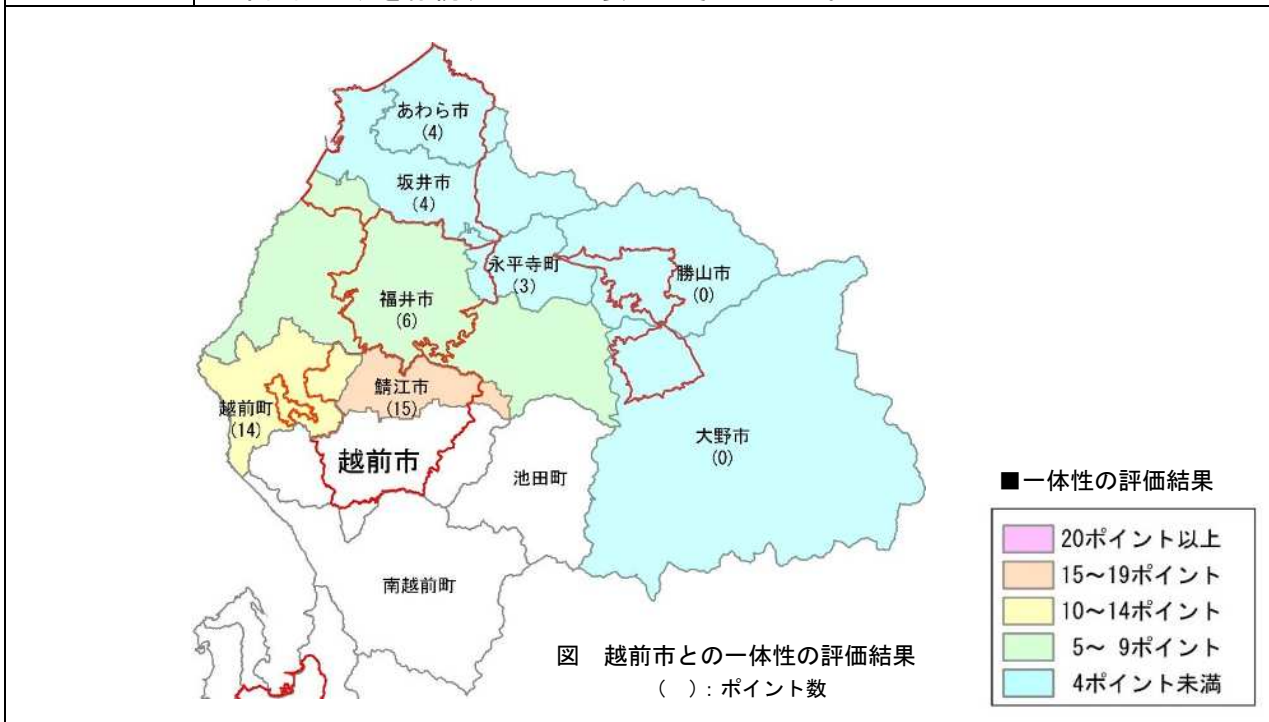 あわら市
(4)
坂井市
(4)
永平寺町
(3)
勝山市
(0)
福井市
(6)
鯖江市
(15)
越前町
(14)
大野市
(0)
越前市
池田町
南越前町
■一体性の評価結果
20ポイント以上
15~19ポイント
10~14ポイント
5~ 9ポイント
4ポイント未満
図 越前市との一体性の評価結果
( ):ポイント数